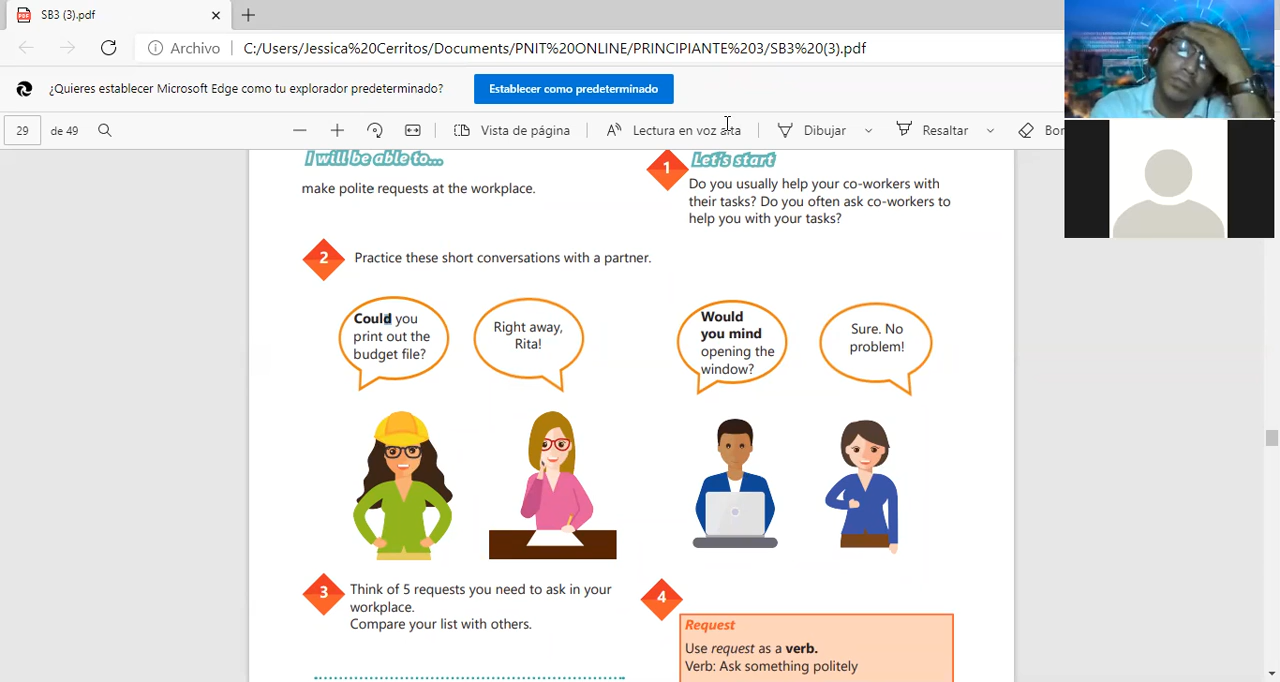 SB3 (3).pdf
Archivo
C:/Users/Jessica%20Cerritos/Documents/PNIT%20ONLINE/PRINCIPIANTE%203/SB3%20(3).pdf
¿Quieres establecer Microsoft Edge como tu explorador predeterminado?
Establecer como predeterminado
29 de 49
Vista de página
Lectura en voz alta
Dibujar
Resaltar
Bor
I will be able to...
make polite requests at the workplace.
1
Let's start
Do you usually help your co-workers with
their tasks? Do you often ask co-workers to
help you with your tasks?
2
Practice these short conversations with a partner.
Could you
print out the
budget file?
Right away,
Rita!
Would
you mind
opening the
window?
Sure. No
problem!
3
Think of 5 requests you need to ask in your
workplace.
Compare your list with others.
4
Request
Use request as a verb.
Verb: Ask something politely